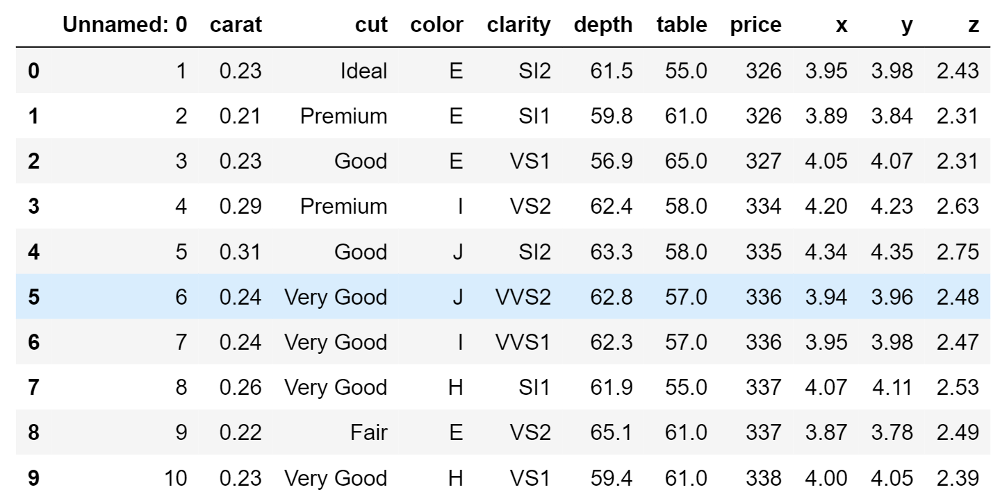 Unnamed: 0 carat cut color clarity depth table price x y z
0 1 0.23 Ideal E SI2 61.5 55.0 326 3.95 3.98 2.43
1 2 0.21 Premium E SI1 59.8 61.0 326 3.89 3.84 2.31
2 3 0.23 Good E VS1 56.9 65.0 327 4.05 4.07 2.31
3 4 0.29 Premium I VS2 62.4 58.0 334 4.20 4.23 2.63
4 5 0.31 Good J SI2 63.3 58.0 335 4.34 4.35 2.75
5 6 0.24 Very Good J VVS2 62.8 57.0 336 3.94 3.96 2.48
6 7 0.24 Very Good I VVS1 62.3 57.0 336 3.95 3.98 2.47
7 8 0.26 Very Good H SI1 61.9 55.0 337 4.07 4.11 2.53
8 9 0.22 Fair E VS2 65.1 61.0 337 3.87 3.78 2.49
9 10 0.23 Very Good H VS1 59.4 61.0 338 4.00 4.05 2.39